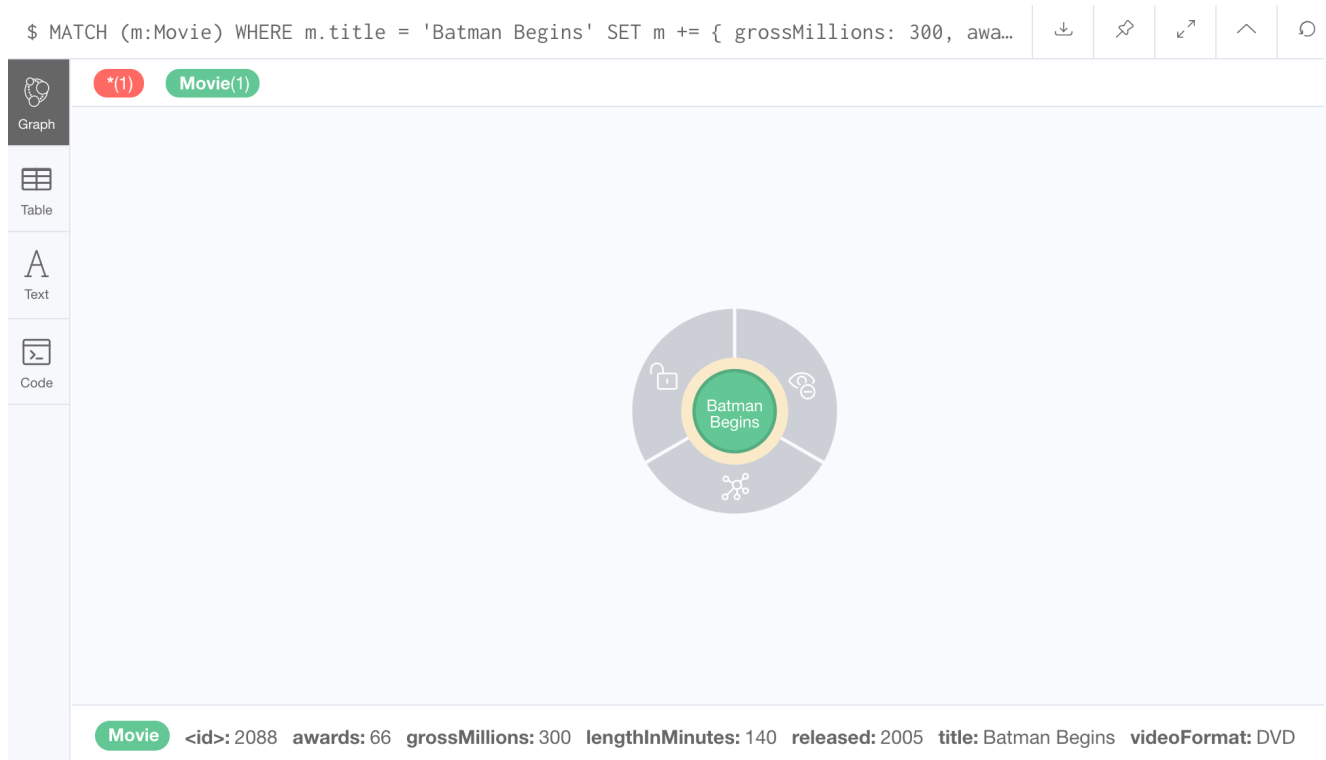 $ MATCH (m:Movie) WHERE m.title = 'Batman Begins' SET m += { grossMillions: 300, awa…
*(1) Movie(1)
Graph
Table
Text
Code
Batman
Begins
Movie <id>: 2088 awards: 66 grossMillions: 300 lengthInMinutes: 140 released: 2005 title: Batman Begins videoFormat: DVD